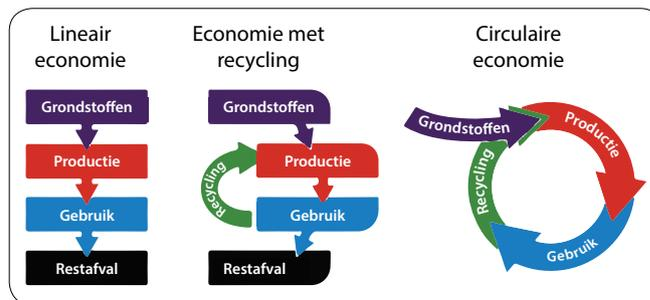 Lineair
economie
Grondstoffen
Productie
Gebruik
Restafval
Economie met
recycling
Grondstoffen
Productie
Recycling
Gebruik
Restafval
Circulaire
economie
Grondstoffen
Productie
Recycling
Gebruik